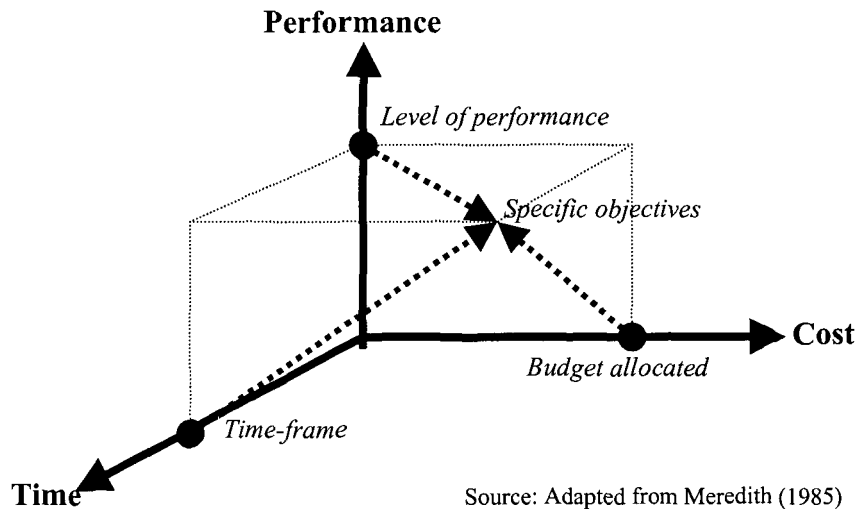 Performance
Level of performance
Specific objectives
Cost
Budget allocated
Time-frame
Time
Source: Adapted from Meredith (1985)